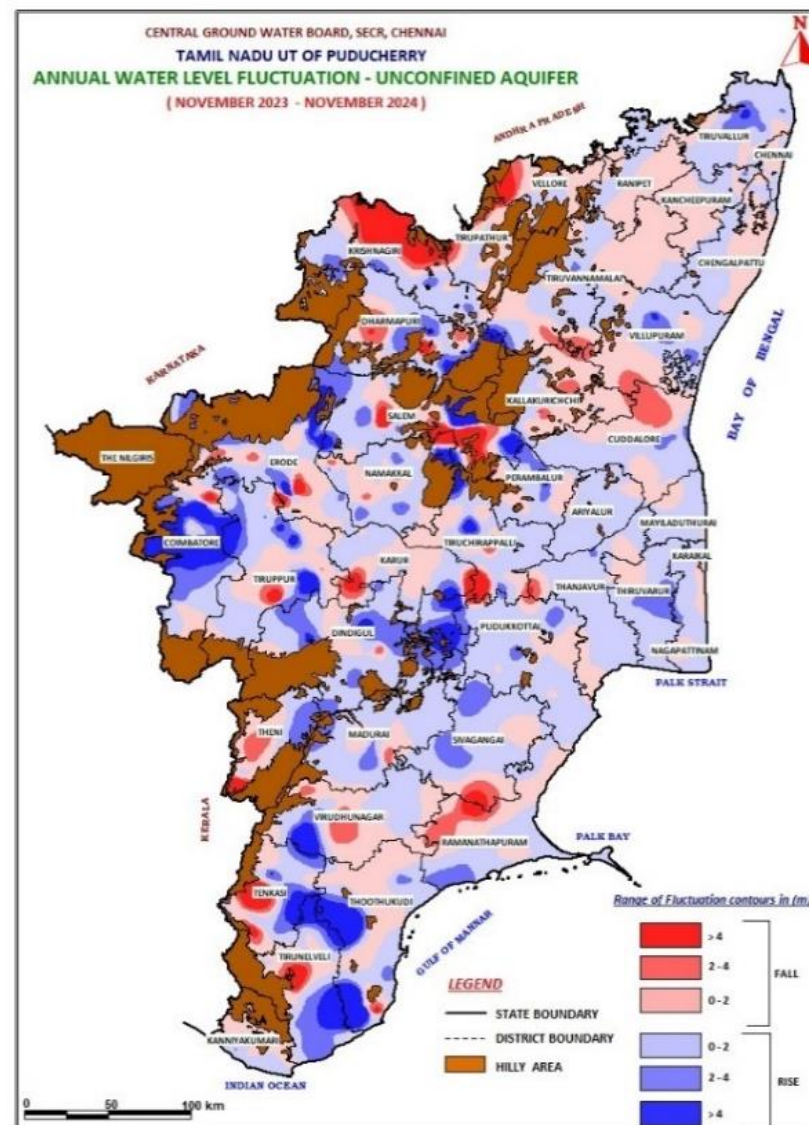 CENTRAL GROUND WATER BOARD, SECR, CHENNAI
TAMIL NADU UT OF PUDUCHERRY
ANNUAL WATER LEVEL FLUCTUATION - UNCONFINED AQUIFER
( NOVEMBER 2023 - NOVEMBER 2024 )
N
ANDHRA PRADESH
TIRUVALLUR
CHENNAI
VELLORE
RANIPET
KANCHEEPURAM
TIRUPATHUR
KRISHNAGIRI
CHENGALPATTU
TIRUVANNAMALAI
DHARMAPURI
VILLUPURAM
BAY OF BENGAL
KARNATAKA
KALLAKURICHCHI
SALEM
CUDDALORE
THE NILGIRIS
ERODE
NAMAKKAL
PERAMBALUR
ARIYALUR
MAYILADUTHURAI
COIMBATORE
TIRUCHIRAPPALLI
KARAIKAL
KARUR
TIRUPPUR
THANJAVUR
THIRUVARUR
DINDIGUL
PUDUKKOTTAI
NAGAPATTINAM
PALK STRAIT
THENI
MADURAI
SIVAGANGAI
KERALA
VIRUDHUNAGAR
RAMANATHAPURAM
PALK BAY
TENKASI
THOOTHUKUDI
GULF OF MANNAR
TIRUNELVELI
KANNIYAKUMARI
INDIAN OCEAN
0 50 100 km
LEGEND
STATE BOUNDARY
DISTRICT BOUNDARY
HILLY AREA
Range of Fluctuation contours in (m)
>4
2-4
0-2
FALL
0-2
2-4
>4
RISE